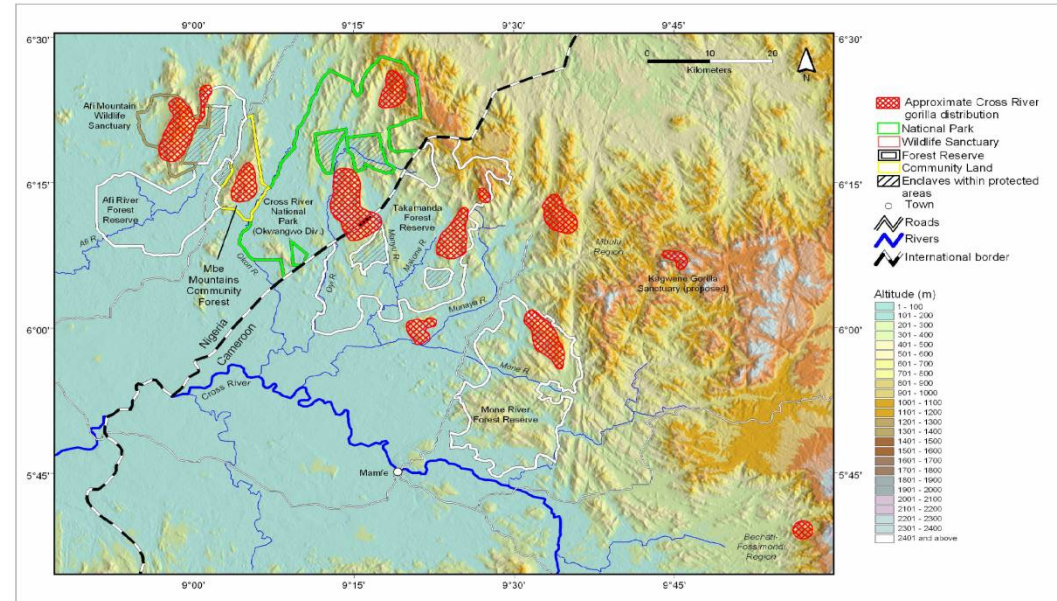 9°00'
9°15'
9°30'
9°45'
6°30'
6°30'
0 10 20
Kilometers
N
Afi Mountain
Wildlife
Sanctuary
6°15'
6°15'
Afi River
Forest
Reserve
Cross River
National
Park
(Okwangwo Div.)
Takamanda
Forest
Reserve
Mbulu
Region
Afi R.
Okon R.
Oyi R.
Manyu R.
Makone R.
Mbe
Mountains
Community
Forest
Kagwene Gorilla
Sanctuary (proposed)
Munaya R.
6°00'
6°00'
Nigeria
Cameroon
Mone R.
Cross River
Mone River
Forest Reserve
5°45'
5°45'
Mamfe
Bechati-
Fossimondi
Region
9°00'
9°15'
9°30'
9°45'
Approximate Cross River
gorilla distribution
National Park
Wildlife Sanctuary
Forest Reserve
Community Land
Enclaves within protected
areas
Town
Roads
Rivers
International border
Altitude (m)
1 - 100
101 - 200
201 - 300
301 - 400
401 - 500
501 - 600
601 - 700
701 - 800
801 - 900
901 - 1000
1001 - 1100
1101 - 1200
1201 - 1300
1301 - 1400
1401 - 1500
1501 - 1600
1601 - 1700
1701 - 1800
1801 - 1900
1901 - 2000
2001 - 2100
2101 - 2200
2201 - 2300
2301 - 2400
2401 and above